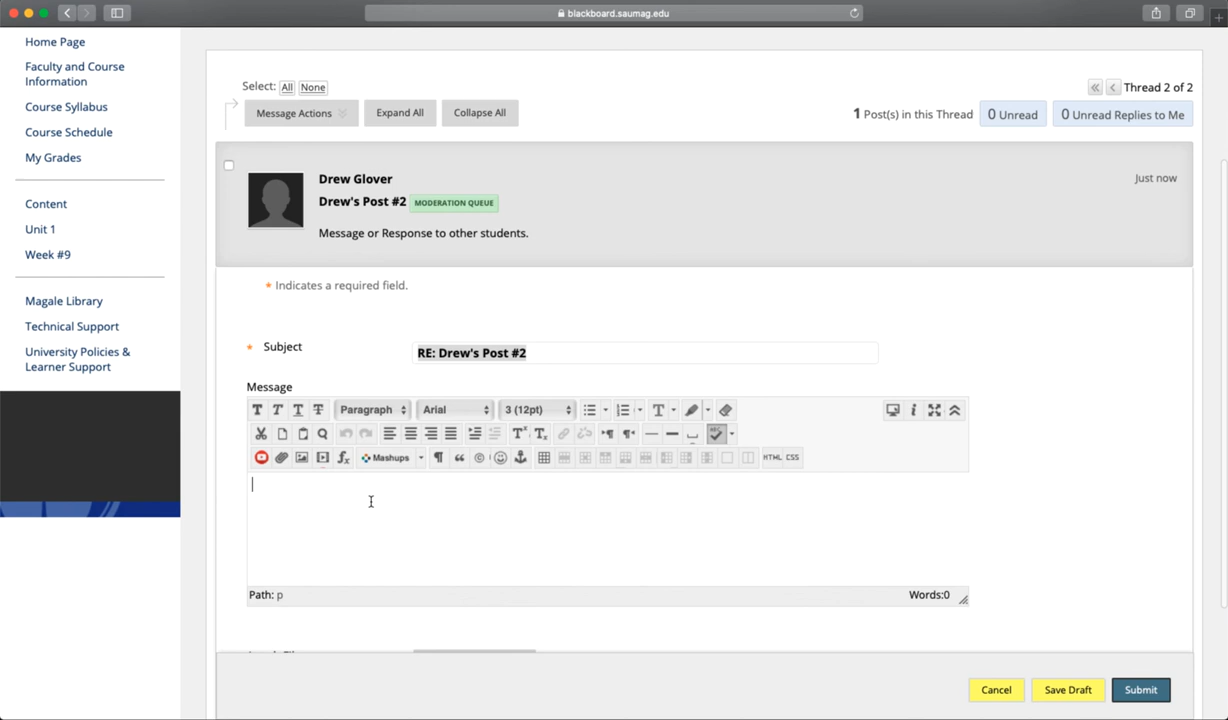 blackboard.saumag.edu
Home Page
Faculty and Course
Information
Course Syllabus
Course Schedule
My Grades
Content
Unit 1
Week #9
Magale Library
Technical Support
University Policies &
Learner Support
Select: All None
Thread 2 of 2
Message Actions Expand All Collapse All
1 Post(s) in this Thread 0 Unread 0 Unread Replies to Me
Drew Glover
Just now
Drew's Post #2 MODERATION QUEUE
Message or Response to other students.
* Indicates a required field.
* Subject RE: Drew's Post #2
Message
T T T T Paragraph Arial 3 (12pt) T
Tx Tx ABC
fx Mashups HTML CSS
Path: p Words:0
Cancel Save Draft Submit